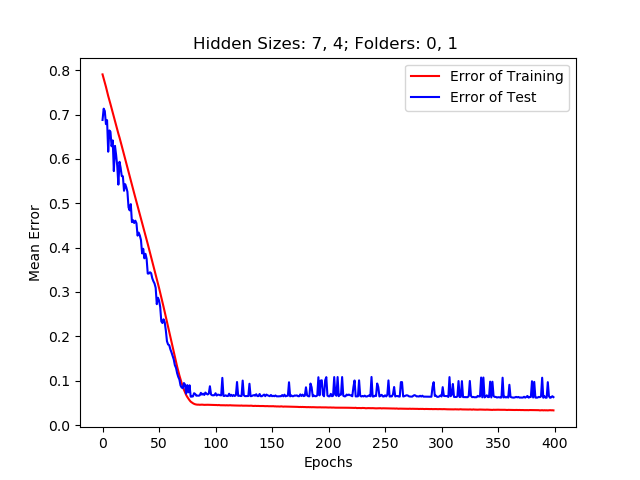 Hidden Sizes: 7, 4; Folders: 0, 1
Error of Training
Error of Test
Mean Error
0.8
0.7
0.6
0.5
0.4
0.3
0.2
0.1
0.0
0 50 100 150 200 250 300 350 400
Epochs